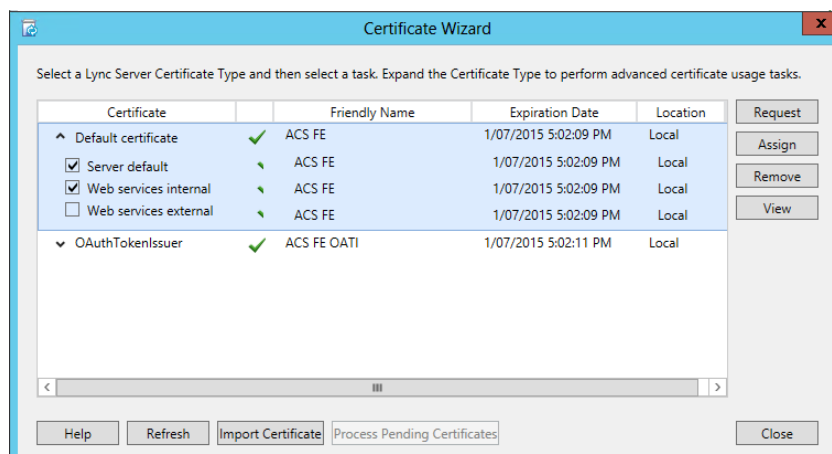 Certificate Wizard
x
Select a Lync Server Certificate Type and then select a task. Expand the Certificate Type to perform advanced certificate usage tasks.
Certificate Friendly Name Expiration Date Location Request
Default certificate ACS FE 1/07/2015 5:02:09 PM Local Assign
Server default ACS FE 1/07/2015 5:02:09 PM Local Remove
Web services internal ACS FE 1/07/2015 5:02:09 PM Local
Web services external ACS FE 1/07/2015 5:02:09 PM Local View
OAuthTokenIssuer ACS FE OATI 1/07/2015 5:02:11 PM Local
Help Refresh Import Certificate Process Pending Certificates Close